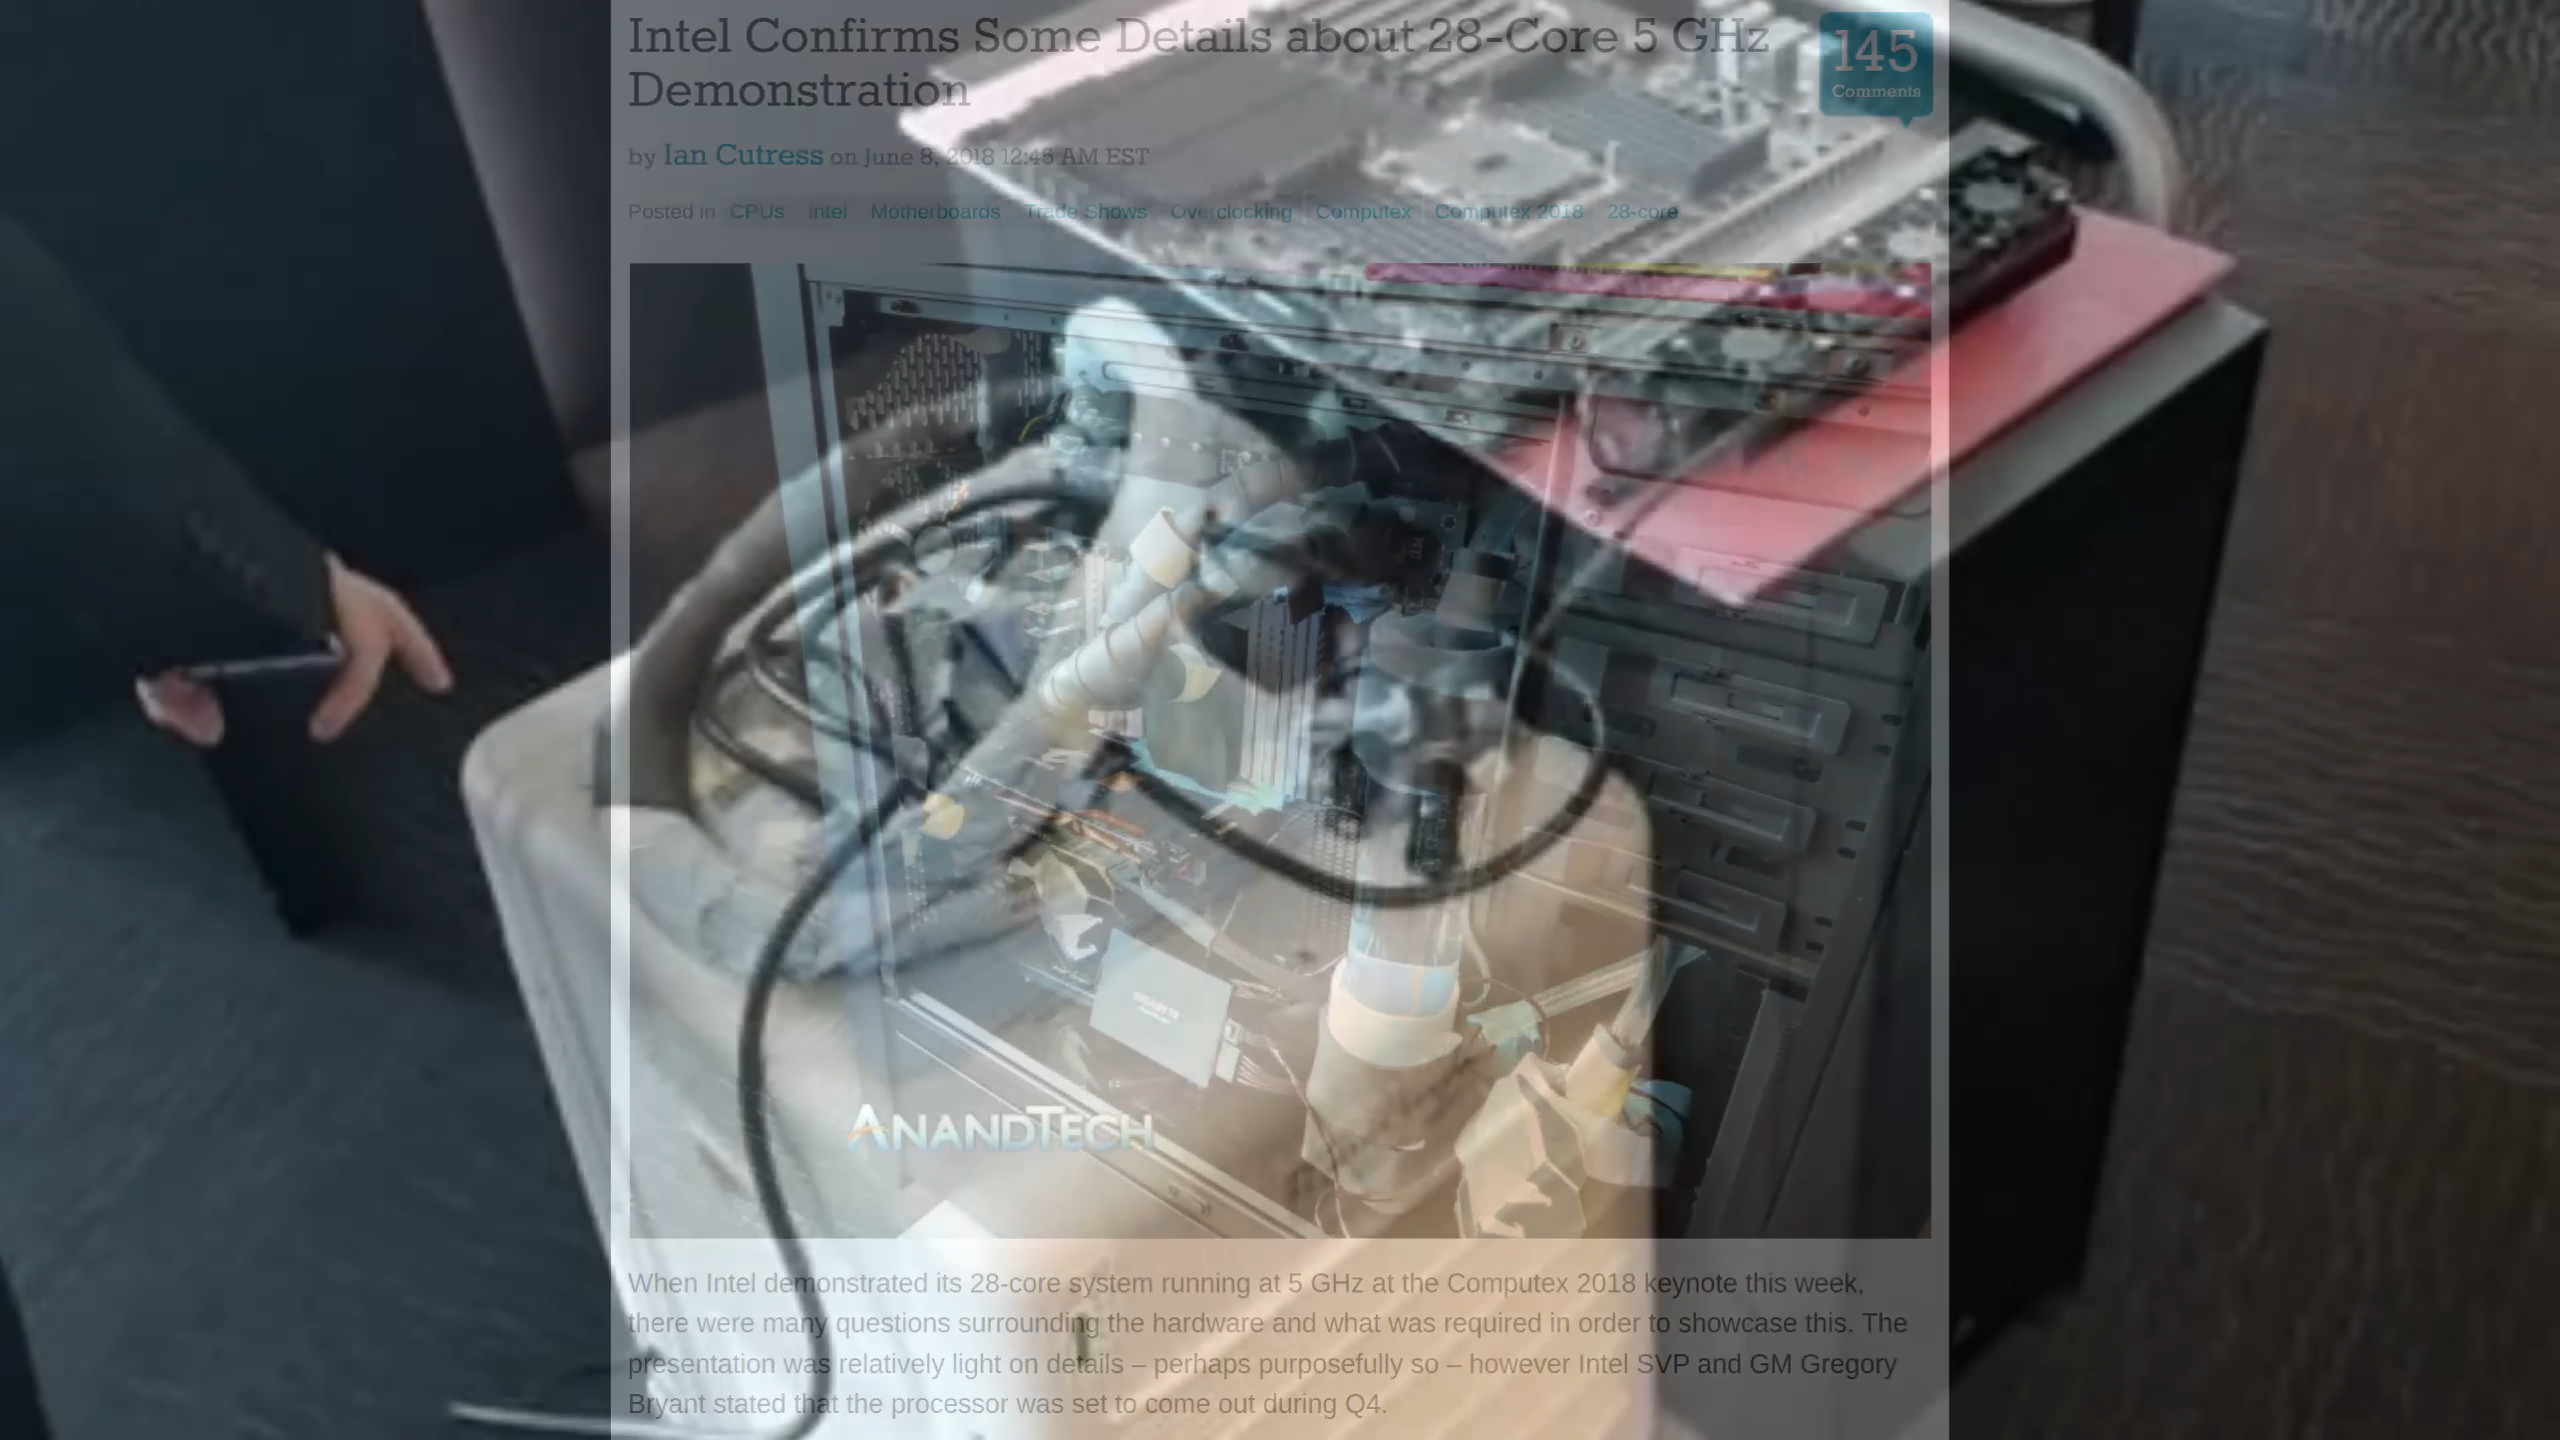 Intel Confirms Some Details about 28-Core 5 GHz
Demonstration
145
Comments
by Ian Cutress on June 8, 2018 12:45 AM EST
Posted in CPUs Intel Motherboards Trade Shows Overclocking Computex Computex 2018 28-core
GIGABYTE
ANANDTECH
When Intel demonstrated its 28-core system running at 5 GHz at the Computex 2018 keynote this week,
there were many questions surrounding the hardware and what was required in order to showcase this. The
presentation was relatively light on details – perhaps purposefully so – however Intel SVP and GM Gregory
Bryant stated that the processor was set to come out during Q4.